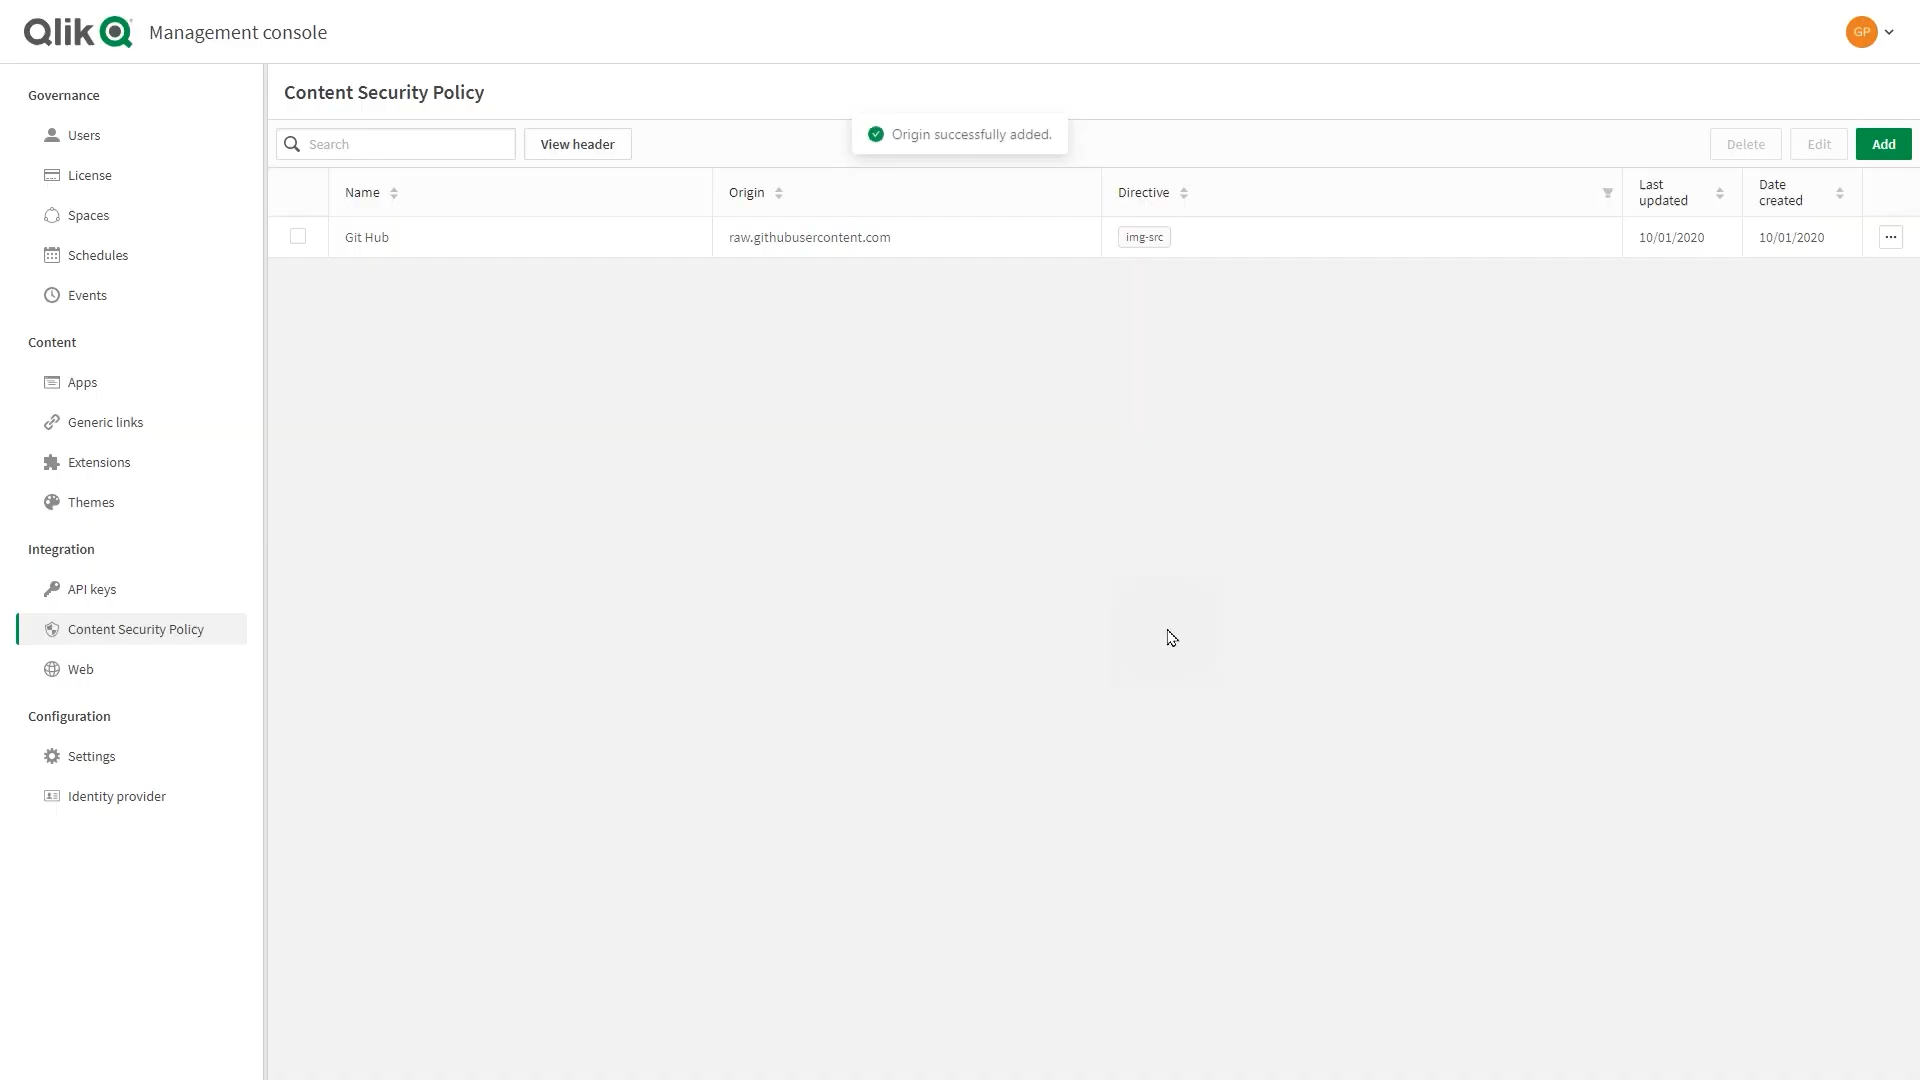 Qlik Management console
GP
Governance
Users
License
Spaces
Schedules
Events
Content
Apps
Generic links
Extensions
Themes
Integration
API keys
Content Security Policy
Web
Configuration
Settings
Identity provider
Content Security Policy
Search
View header
Origin successfully added.
Delete Edit Add
Name Origin Directive Last updated Date created
Git Hub raw.githubusercontent.com img-src 10/01/2020 10/01/2020